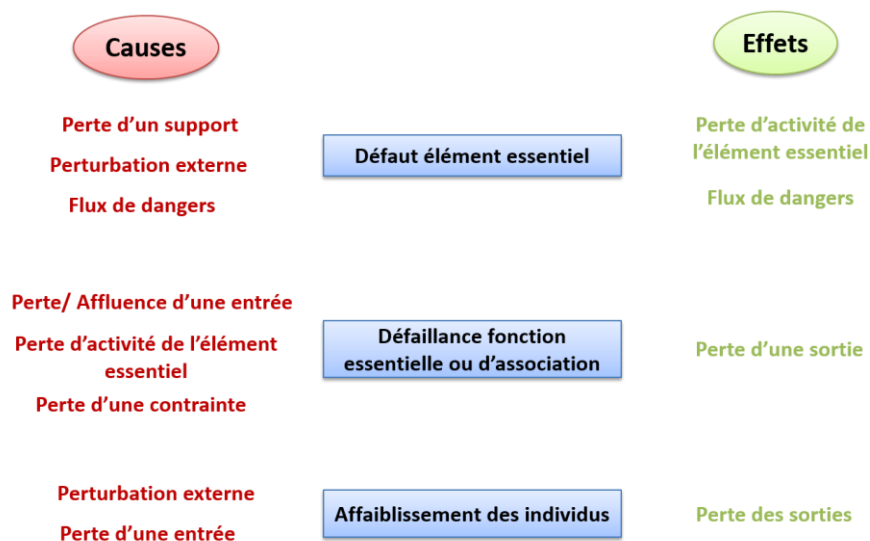 Causes
Effets
Perte d'un support
Perturbation externe
Flux de dangers
Défaut élément essentiel
Perte d'activité de
l'élément essentiel
Flux de dangers
Perte/ Affluence d'une entrée
Perte d'activité de l'élément
essentiel
Perte d'une contrainte
Défaillance fonction
essentielle ou d'association
Perte d'une sortie
Perturbation externe
Perte d'une entrée
Affaiblissement des individus
Perte des sorties